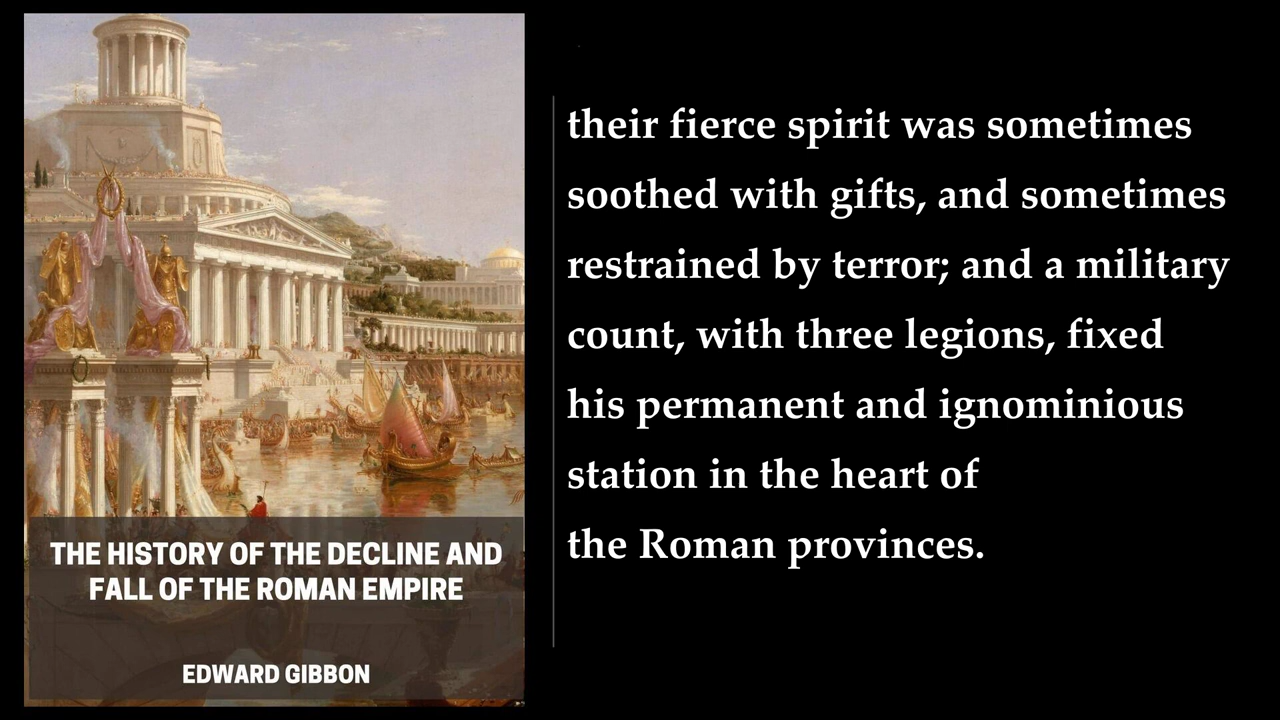 THE HISTORY OF THE DECLINE AND
FALL OF THE ROMAN EMPIRE
EDWARD GIBBON
their fierce spirit was sometimes
soothed with gifts, and sometimes
restrained by terror; and a military
count, with three legions, fixed
his permanent and ignominious
station in the heart of
the Roman provinces.